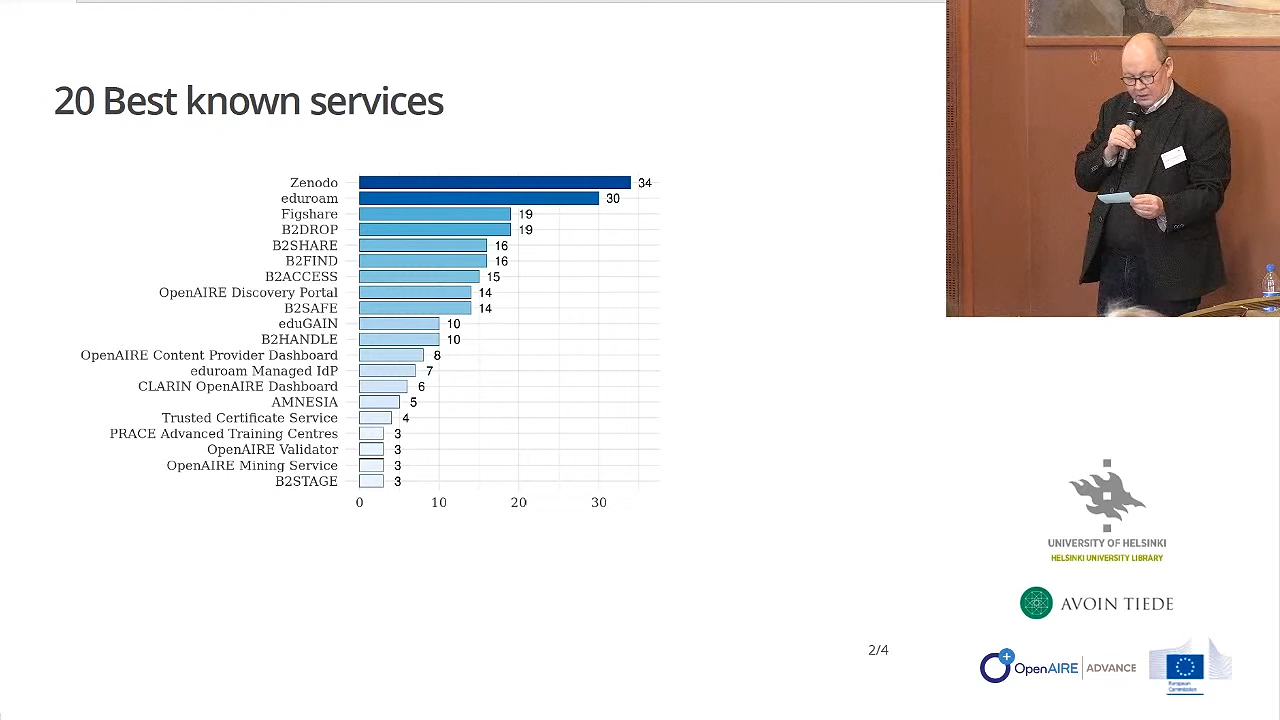 20 Best known services
Zenodo 34
eduroam 30
Figshare 19
B2DROP 19
B2SHARE 16
B2FIND 16
B2ACCESS 15
OpenAIRE Discovery Portal 14
B2SAFE 14
eduGAIN 10
B2HANDLE 10
OpenAIRE Content Provider Dashboard 8
eduroam Managed IdP 7
CLARIN OpenAIRE Dashboard 6
AMNESIA 5
Trusted Certificate Service 4
PRACE Advanced Training Centres 3
OpenAIRE Validator 3
OpenAIRE Mining Service 3
B2STAGE 3
0 10 20 30
2/4
UNIVERSITY OF HELSINKI
HELSINKI UNIVERSITY LIBRARY
AVOIN TIEDE
OpenAIRE ADVANCE
European
Commission